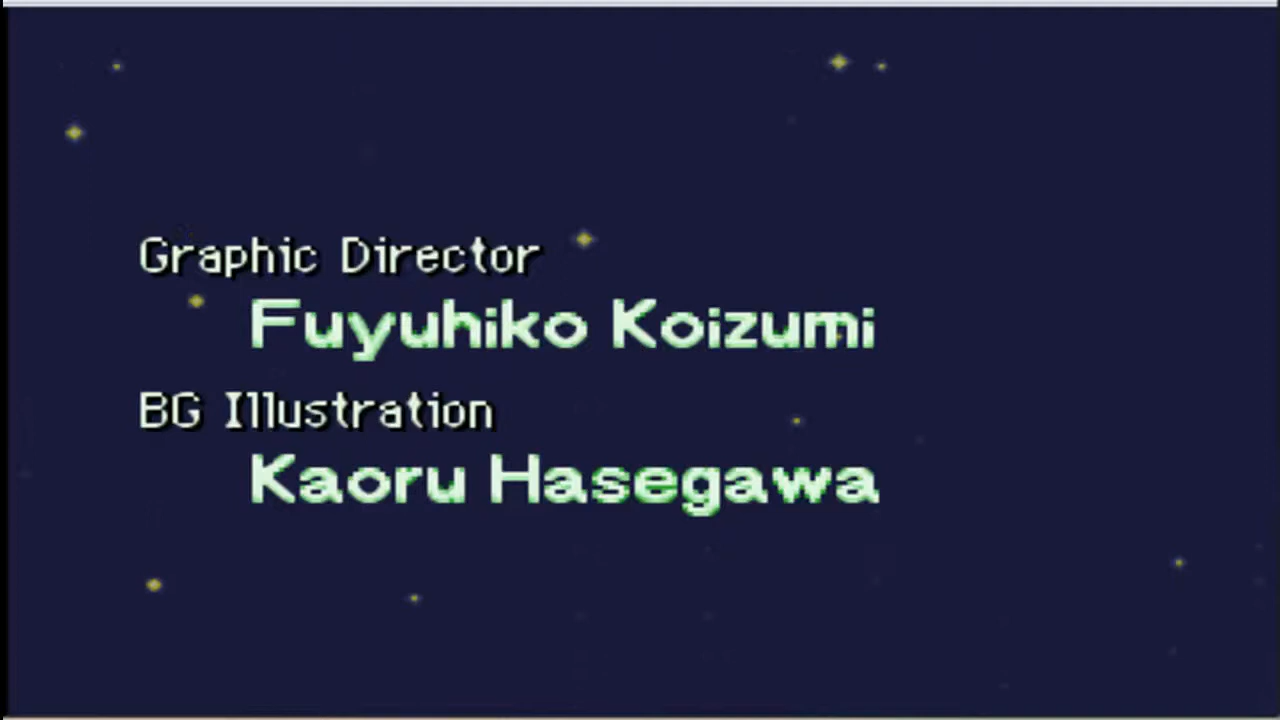 Graphic Director
Fuyuhiko Koizumi
BG Illustration
Kaoru Hasegawa